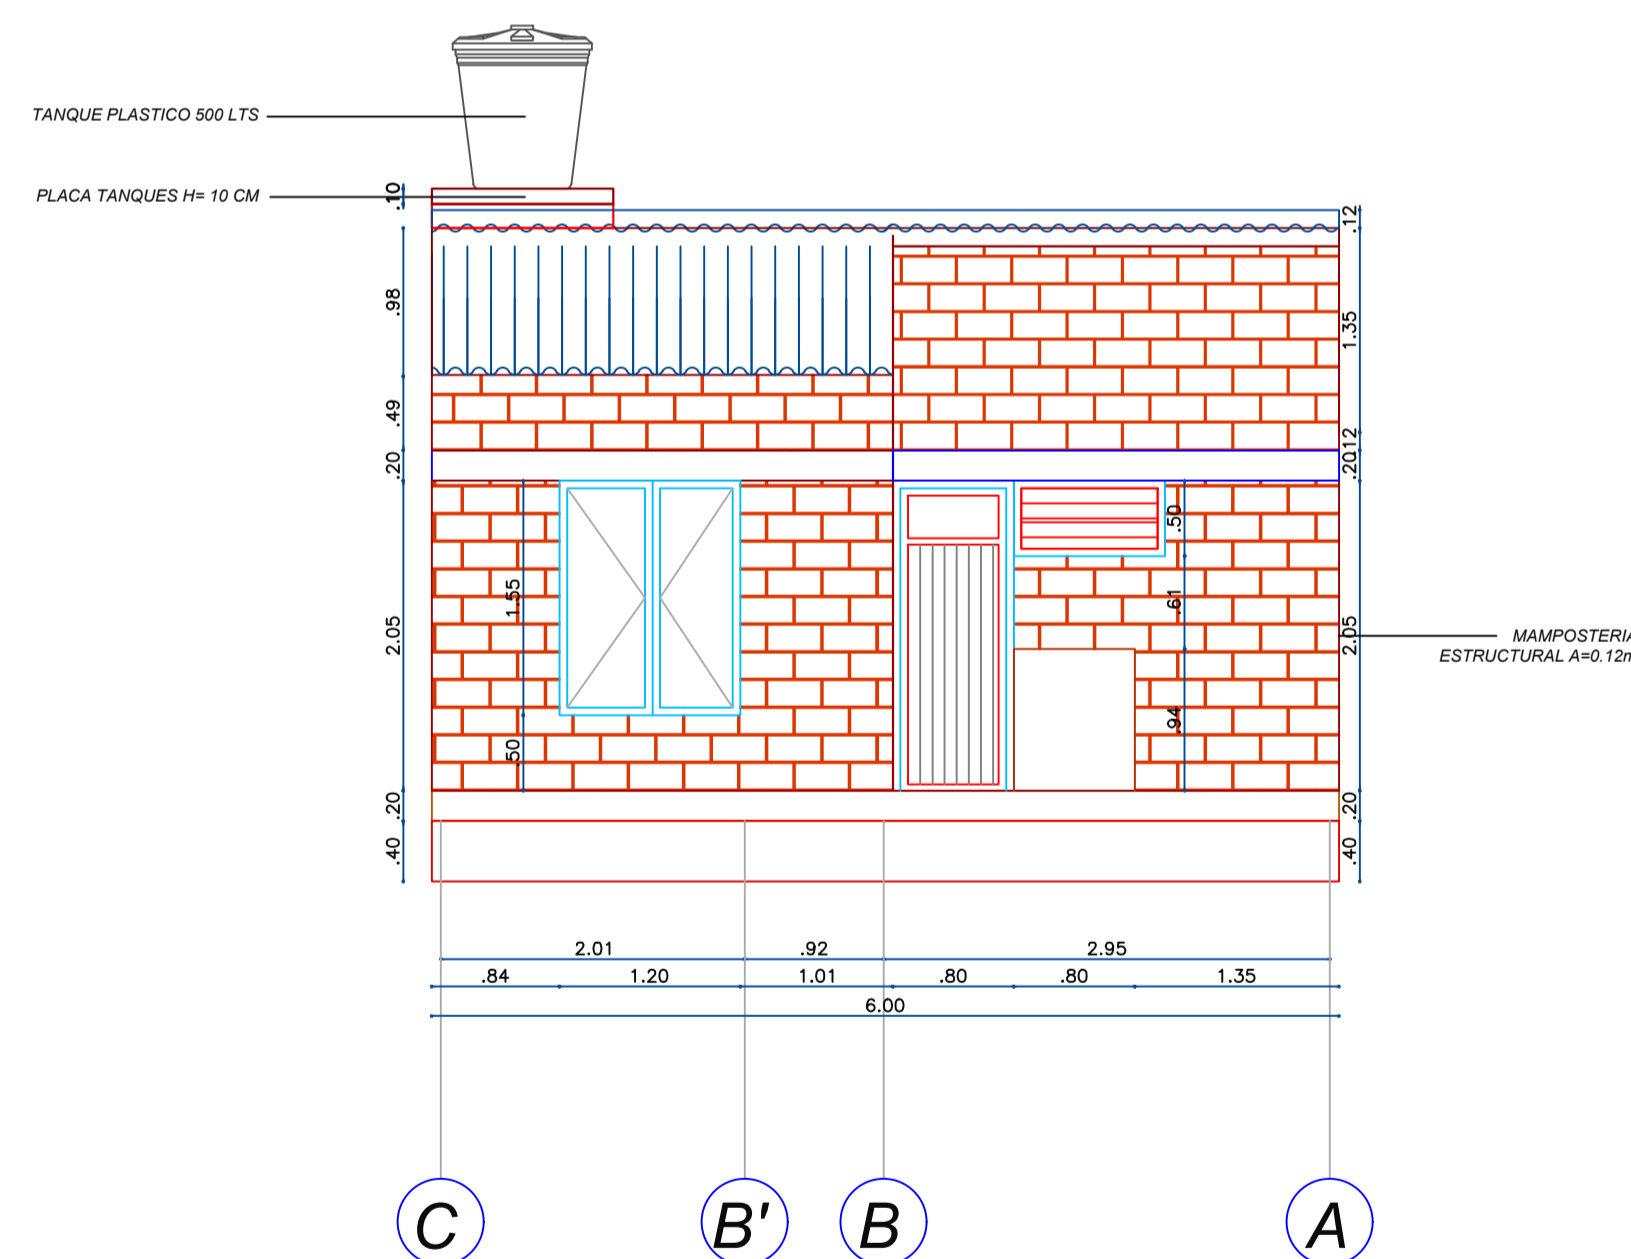 TANQUE PLASTICO 500 LTS
PLACA TANQUES H= 10 CM
.10
.12
.98
1.35
.49
.12
.20
.20
.50
1.55
.61
2.05
2.05
MAMPOSTERIA
ESTRUCTURAL A=0.12m
.94
.50
.20
.20
.40
.40
2.01 .92 2.95
.84 1.20 1.01 .80 .80 1.35
6.00
C B' B A